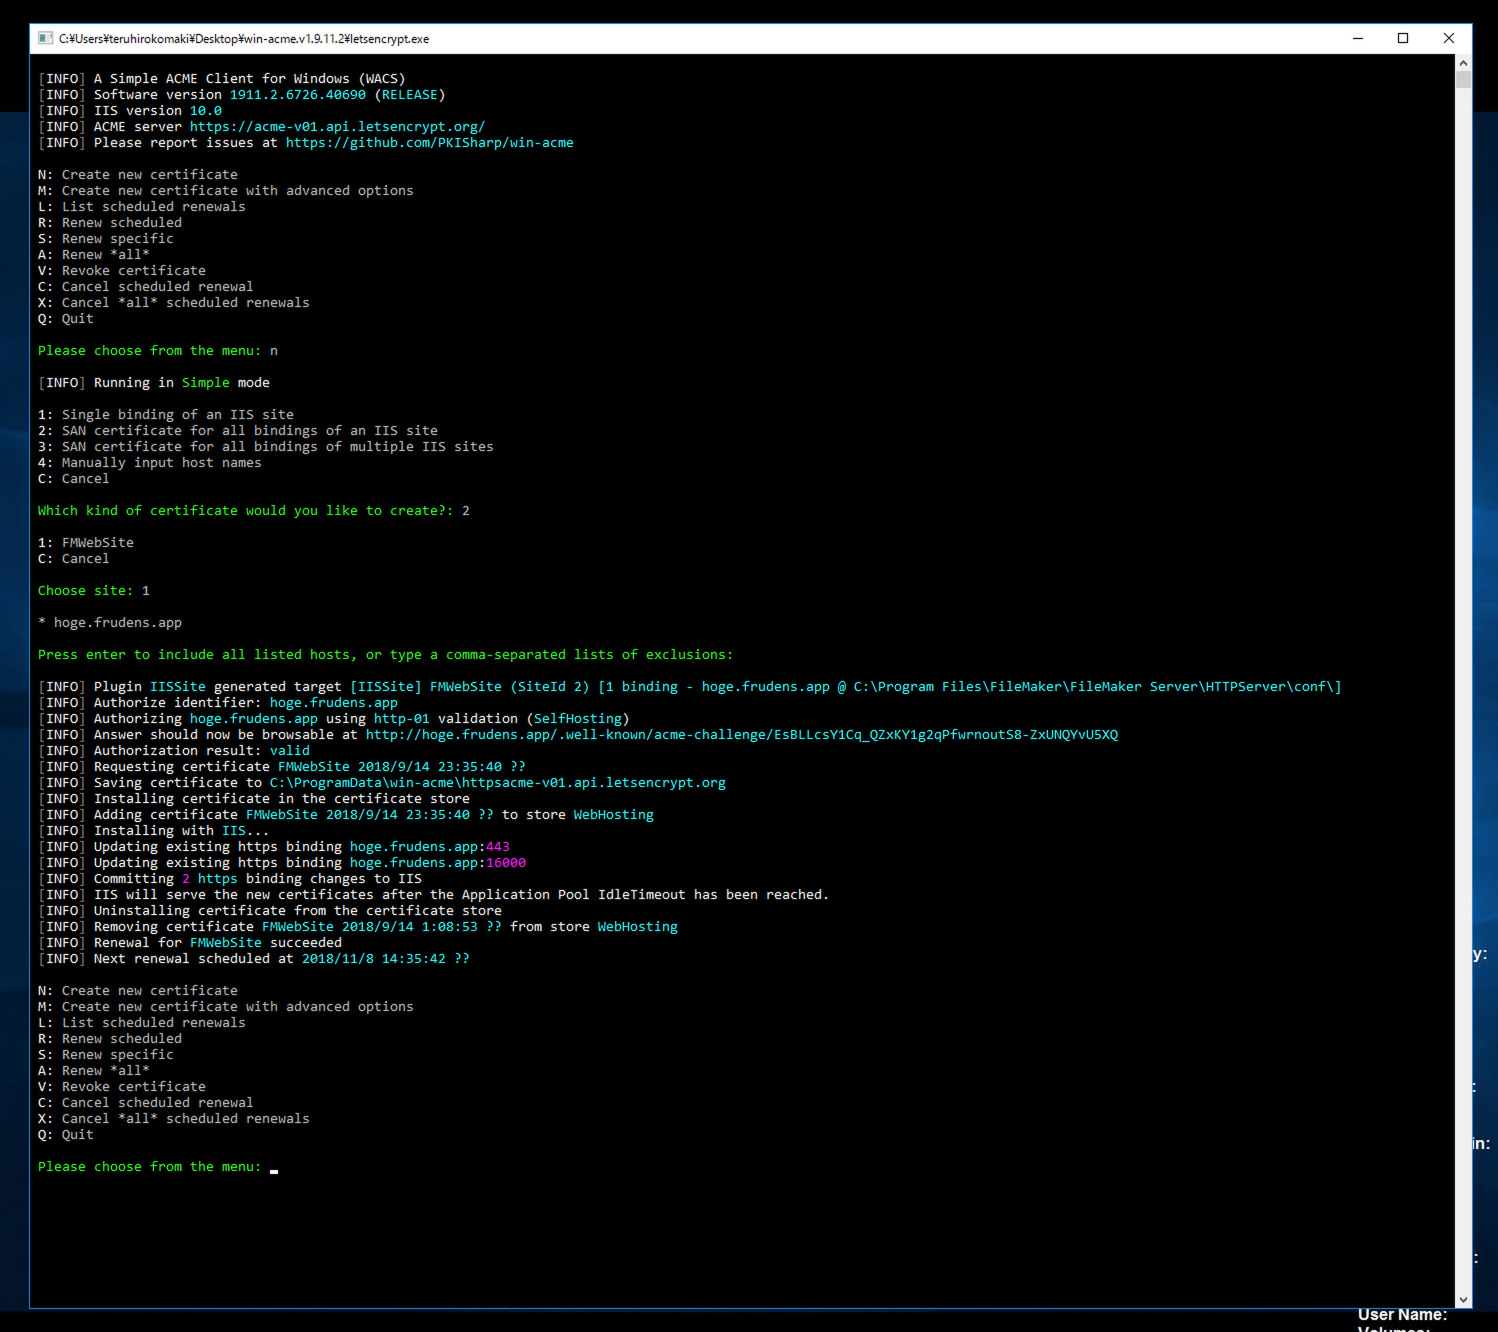 C:¥Users¥teruhirokomaki¥Desktop¥win-acme.v1.9.11.2¥letsencrypt.exe
[INFO] A Simple ACME Client for Windows (WACS)
[INFO] Software version 1911.2.6726.40690 (RELEASE)
[INFO] IIS version 10.0
[INFO] ACME server https://acme-v01.api.letsencrypt.org/
[INFO] Please report issues at https://github.com/PKISharp/win-acme
N: Create new certificate
M: Create new certificate with advanced options
L: List scheduled renewals
R: Renew scheduled
S: Renew specific
A: Renew *all*
V: Revoke certificate
C: Cancel scheduled renewal
X: Cancel *all* scheduled renewals
Q: Quit
Please choose from the menu: n
[INFO] Running in Simple mode
1: Single binding of an IIS site
2: SAN certificate for all bindings of an IIS site
3: SAN certificate for all bindings of multiple IIS sites
4: Manually input host names
C: Cancel
Which kind of certificate would you like to create?: 2
1: FMWebSite
C: Cancel
Choose site: 1
* hoge.frudens.app
Press enter to include all listed hosts, or type a comma-separated lists of exclusions:
[INFO] Plugin IISSite generated target [IISSite] FMWebSite (SiteId 2) [1 binding - hoge.frudens.app @ C:\Program Files\FileMaker\FileMaker Server\HTTPServer\conf\]
[INFO] Authorize identifier: hoge.frudens.app
[INFO] Authorizing hoge.frudens.app using http-01 validation (SelfHosting)
[INFO] Answer should now be browsable at http://hoge.frudens.app/.well-known/acme-challenge/EsBLLcsY1Cq_QZxKY1g2qPfwrnoutS8-ZxUNQYvU5XQ
[INFO] Authorization result: valid
[INFO] Requesting certificate FMWebSite 2018/9/14 23:35:40 ??
[INFO] Saving certificate to C:\ProgramData\win-acme\httpsacme-v01.api.letsencrypt.org
[INFO] Installing certificate in the certificate store
[INFO] Adding certificate FMWebSite 2018/9/14 23:35:40 ?? to store WebHosting
[INFO] Installing with IIS...
[INFO] Updating existing https binding hoge.frudens.app:443
[INFO] Updating existing https binding hoge.frudens.app:16000
[INFO] Committing 2 https binding changes to IIS
[INFO] IIS will serve the new certificates after the Application Pool IdleTimeout has been reached.
[INFO] Uninstalling certificate from the certificate store
[INFO] Removing certificate FMWebSite 2018/9/14 1:08:53 ?? from store WebHosting
[INFO] Renewal for FMWebSite succeeded
[INFO] Next renewal scheduled at 2018/11/8 14:35:42 ??
N: Create new certificate
M: Create new certificate with advanced options
L: List scheduled renewals
R: Renew scheduled
S: Renew specific
A: Renew *all*
V: Revoke certificate
C: Cancel scheduled renewal
X: Cancel *all* scheduled renewals
Q: Quit
Please choose from the menu:
y:
:
in:
:
User Name: